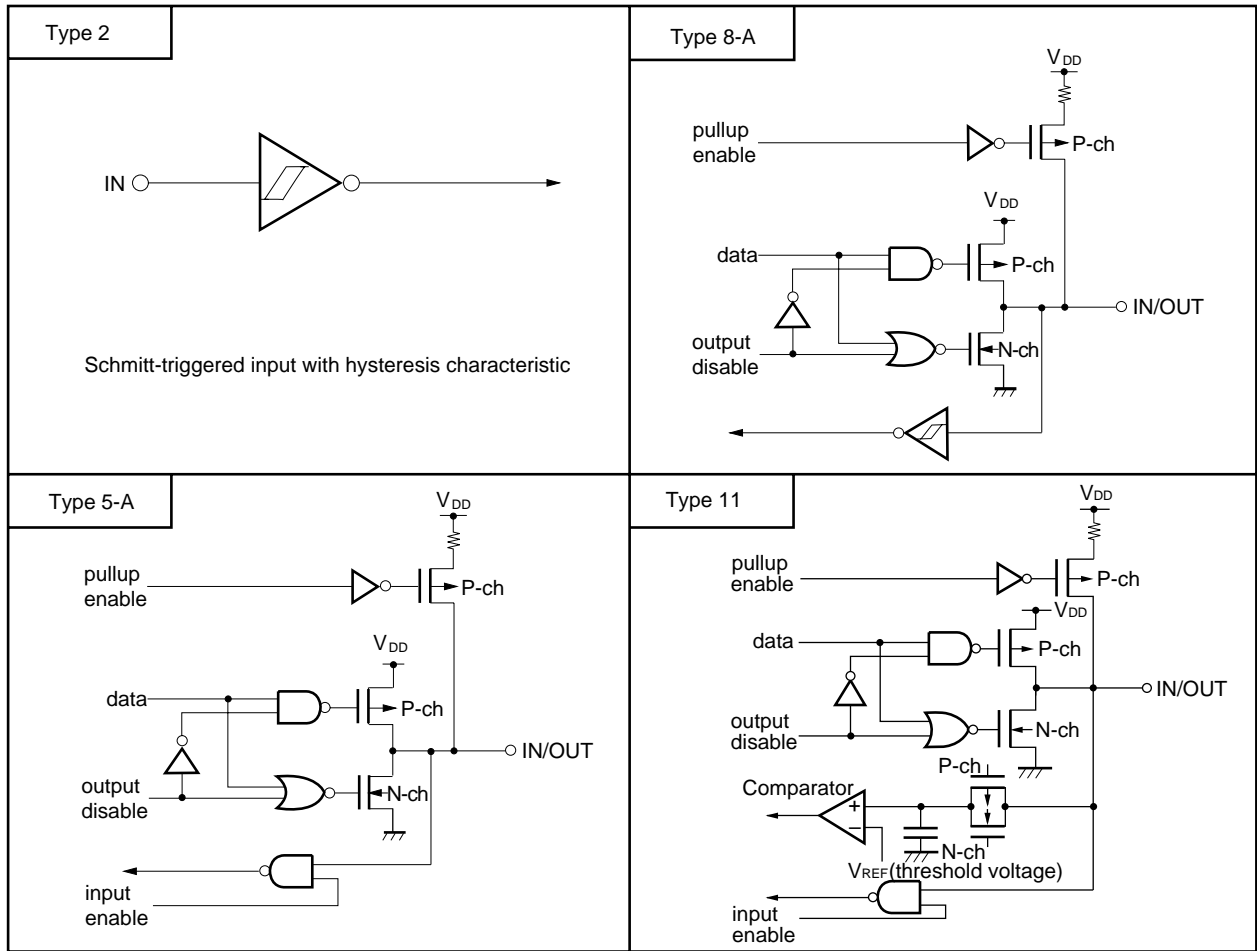 Type 2
IN
Schmitt-triggered input with hysteresis characteristic
Type 8-A
VDD
pullup
enable
P-ch
VDD
data
P-ch
IN/OUT
output
disable
N-ch
Type 5-A
VDD
pullup
enable
P-ch
VDD
data
P-ch
IN/OUT
output
disable
N-ch
input
enable
Type 11
VDD
pullup
enable
P-ch
VDD
data
P-ch
IN/OUT
output
disable
N-ch
P-ch
Comparator
+
−
N-ch
VREF(threshold voltage)
input
enable